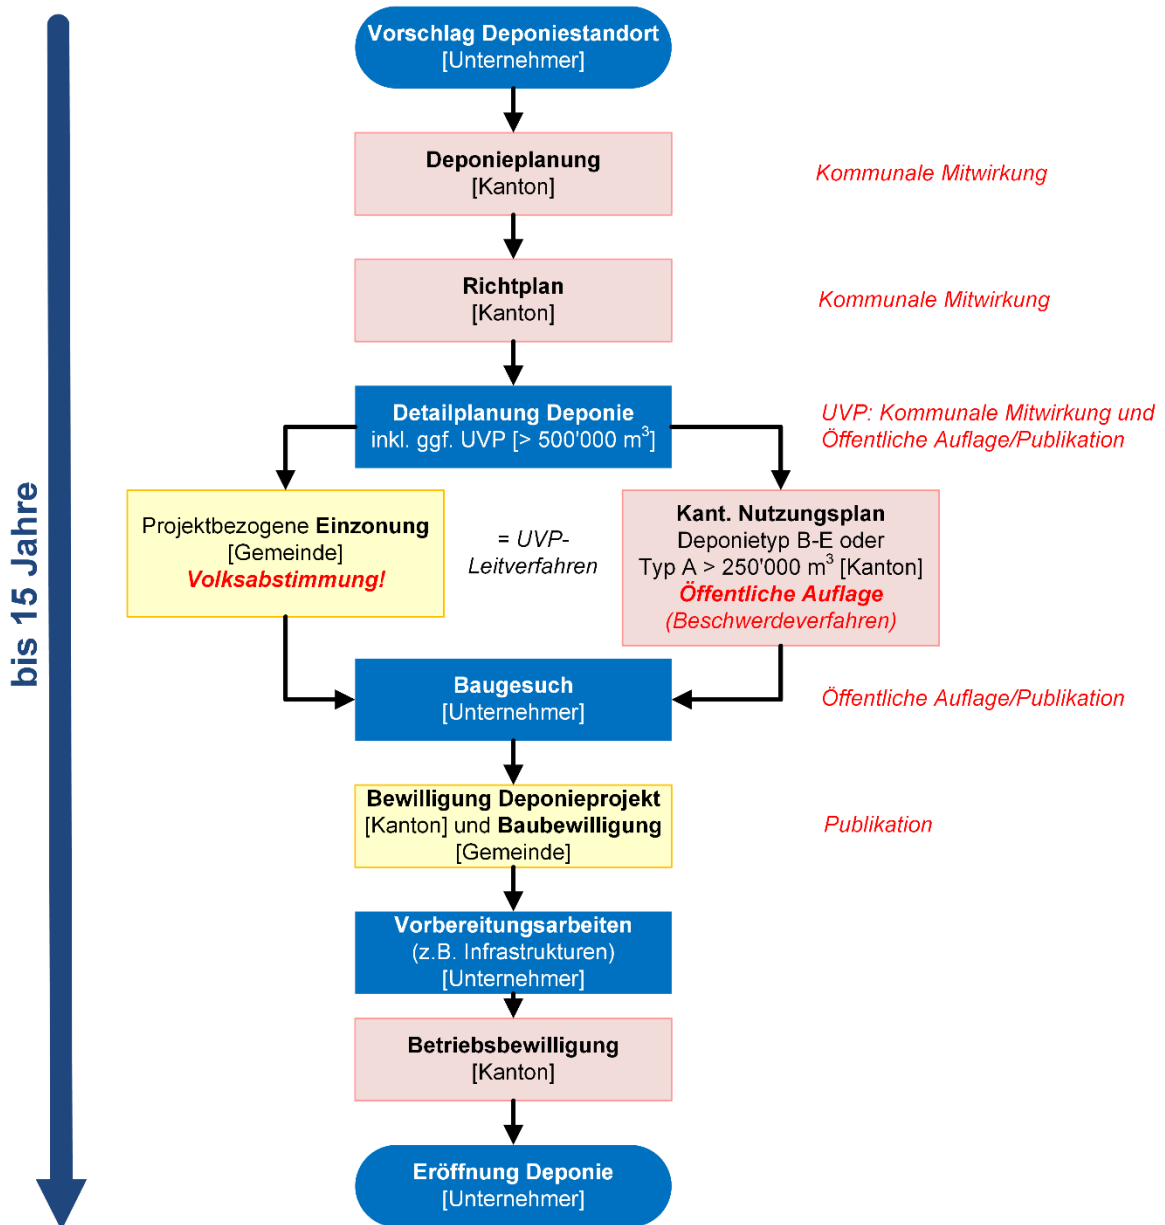 Vorschlag Deponiestandort
[Unternehmer]
Deponieplanung
[Kanton]
Kommunale Mitwirkung
Richtplan
[Kanton]
Kommunale Mitwirkung
Detailplanung Deponie
inkl. ggf. UVP [> 500'000 m³]
UVP: Kommunale Mitwirkung und
Öffentliche Auflage/Publikation
Projektbezogene Einzonung
[Gemeinde]
Volksabstimmung!
= UVP-
Leitverfahren
Kant. Nutzungsplan
Deponietyp B-E oder
Typ A > 250'000 m³ [Kanton]
Öffentliche Auflage
(Beschwerdeverfahren)
bis 15 Jahre
Baugesuch
[Unternehmer]
Öffentliche Auflage/Publikation
Bewilligung Deponieprojekt
[Kanton] und Baubewilligung
[Gemeinde]
Publikation
Vorbereitungsarbeiten
(z.B. Infrastrukturen)
[Unternehmer]
Betriebsbewilligung
[Kanton]
Eröffnung Deponie
[Unternehmer]